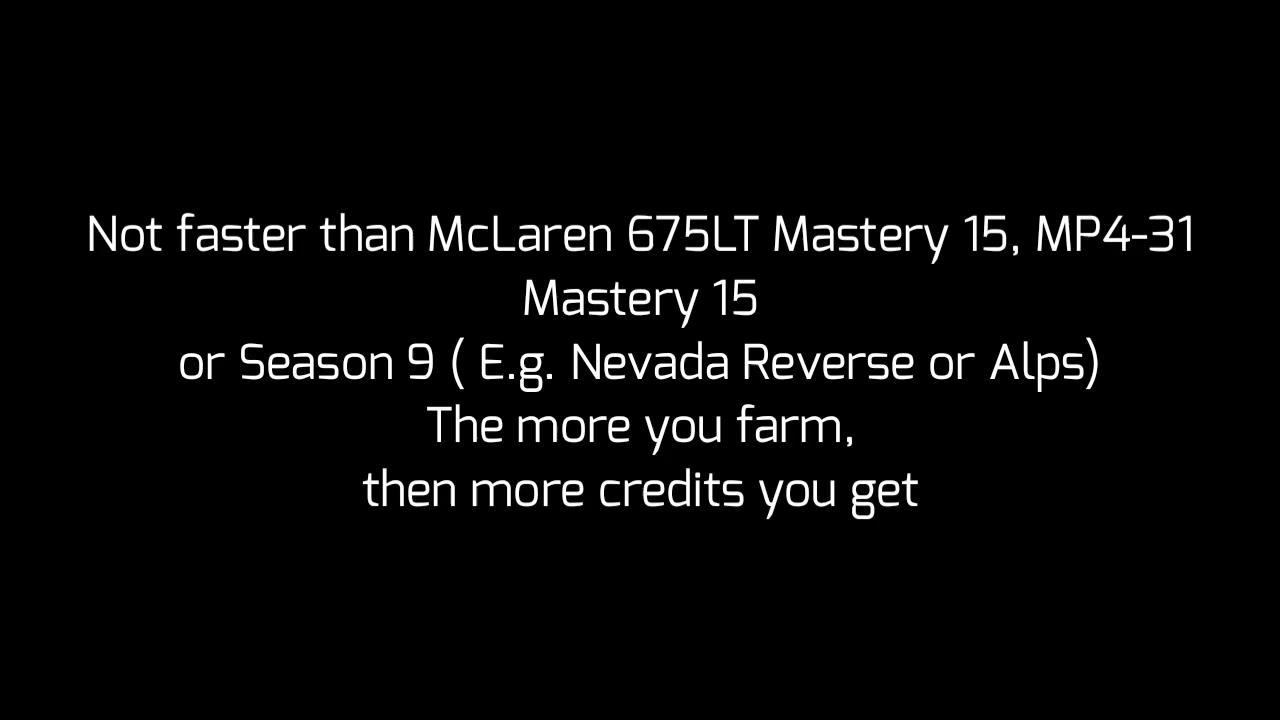 Not faster than McLaren 675LT Mastery 15, MP4-31
Mastery 15
or Season 9 ( E.g. Nevada Reverse or Alps)
The more you farm,
then more credits you get